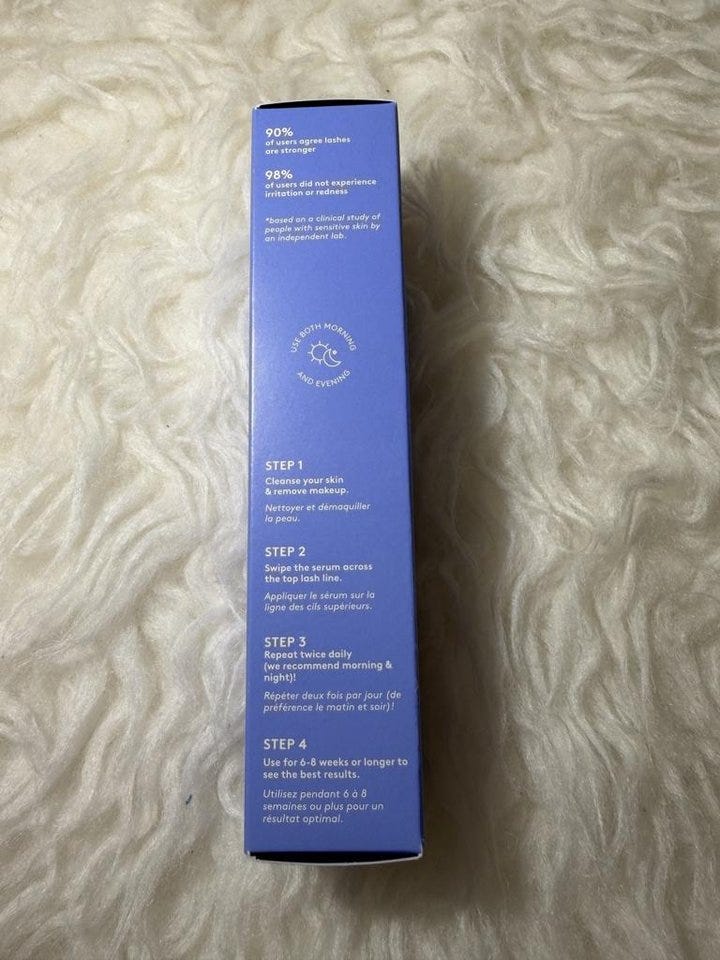 90%
of users agree lashes
are stronger
98%
of users did not experience
irritation or redness
*based on a clinical study of
people with sensitive skin by
an independent lab.
USE BOTH MORNING
AND EVENING
STEP 1
Cleanse your skin
& remove makeup.
Nettoyer et démaquiller
la peau.
STEP 2
Swipe the serum across
the top lash line.
Appliquer le sérum sur la
ligne des cils supérieurs.
STEP 3
Repeat twice daily
(we recommend morning &
night)!
Répéter deux fois par jour (de
préférence le matin et soir)!
STEP 4
Use for 6-8 weeks or longer to
see the best results.
Utilisez pendant 6 à 8
semaines ou plus pour un
résultat optimal.